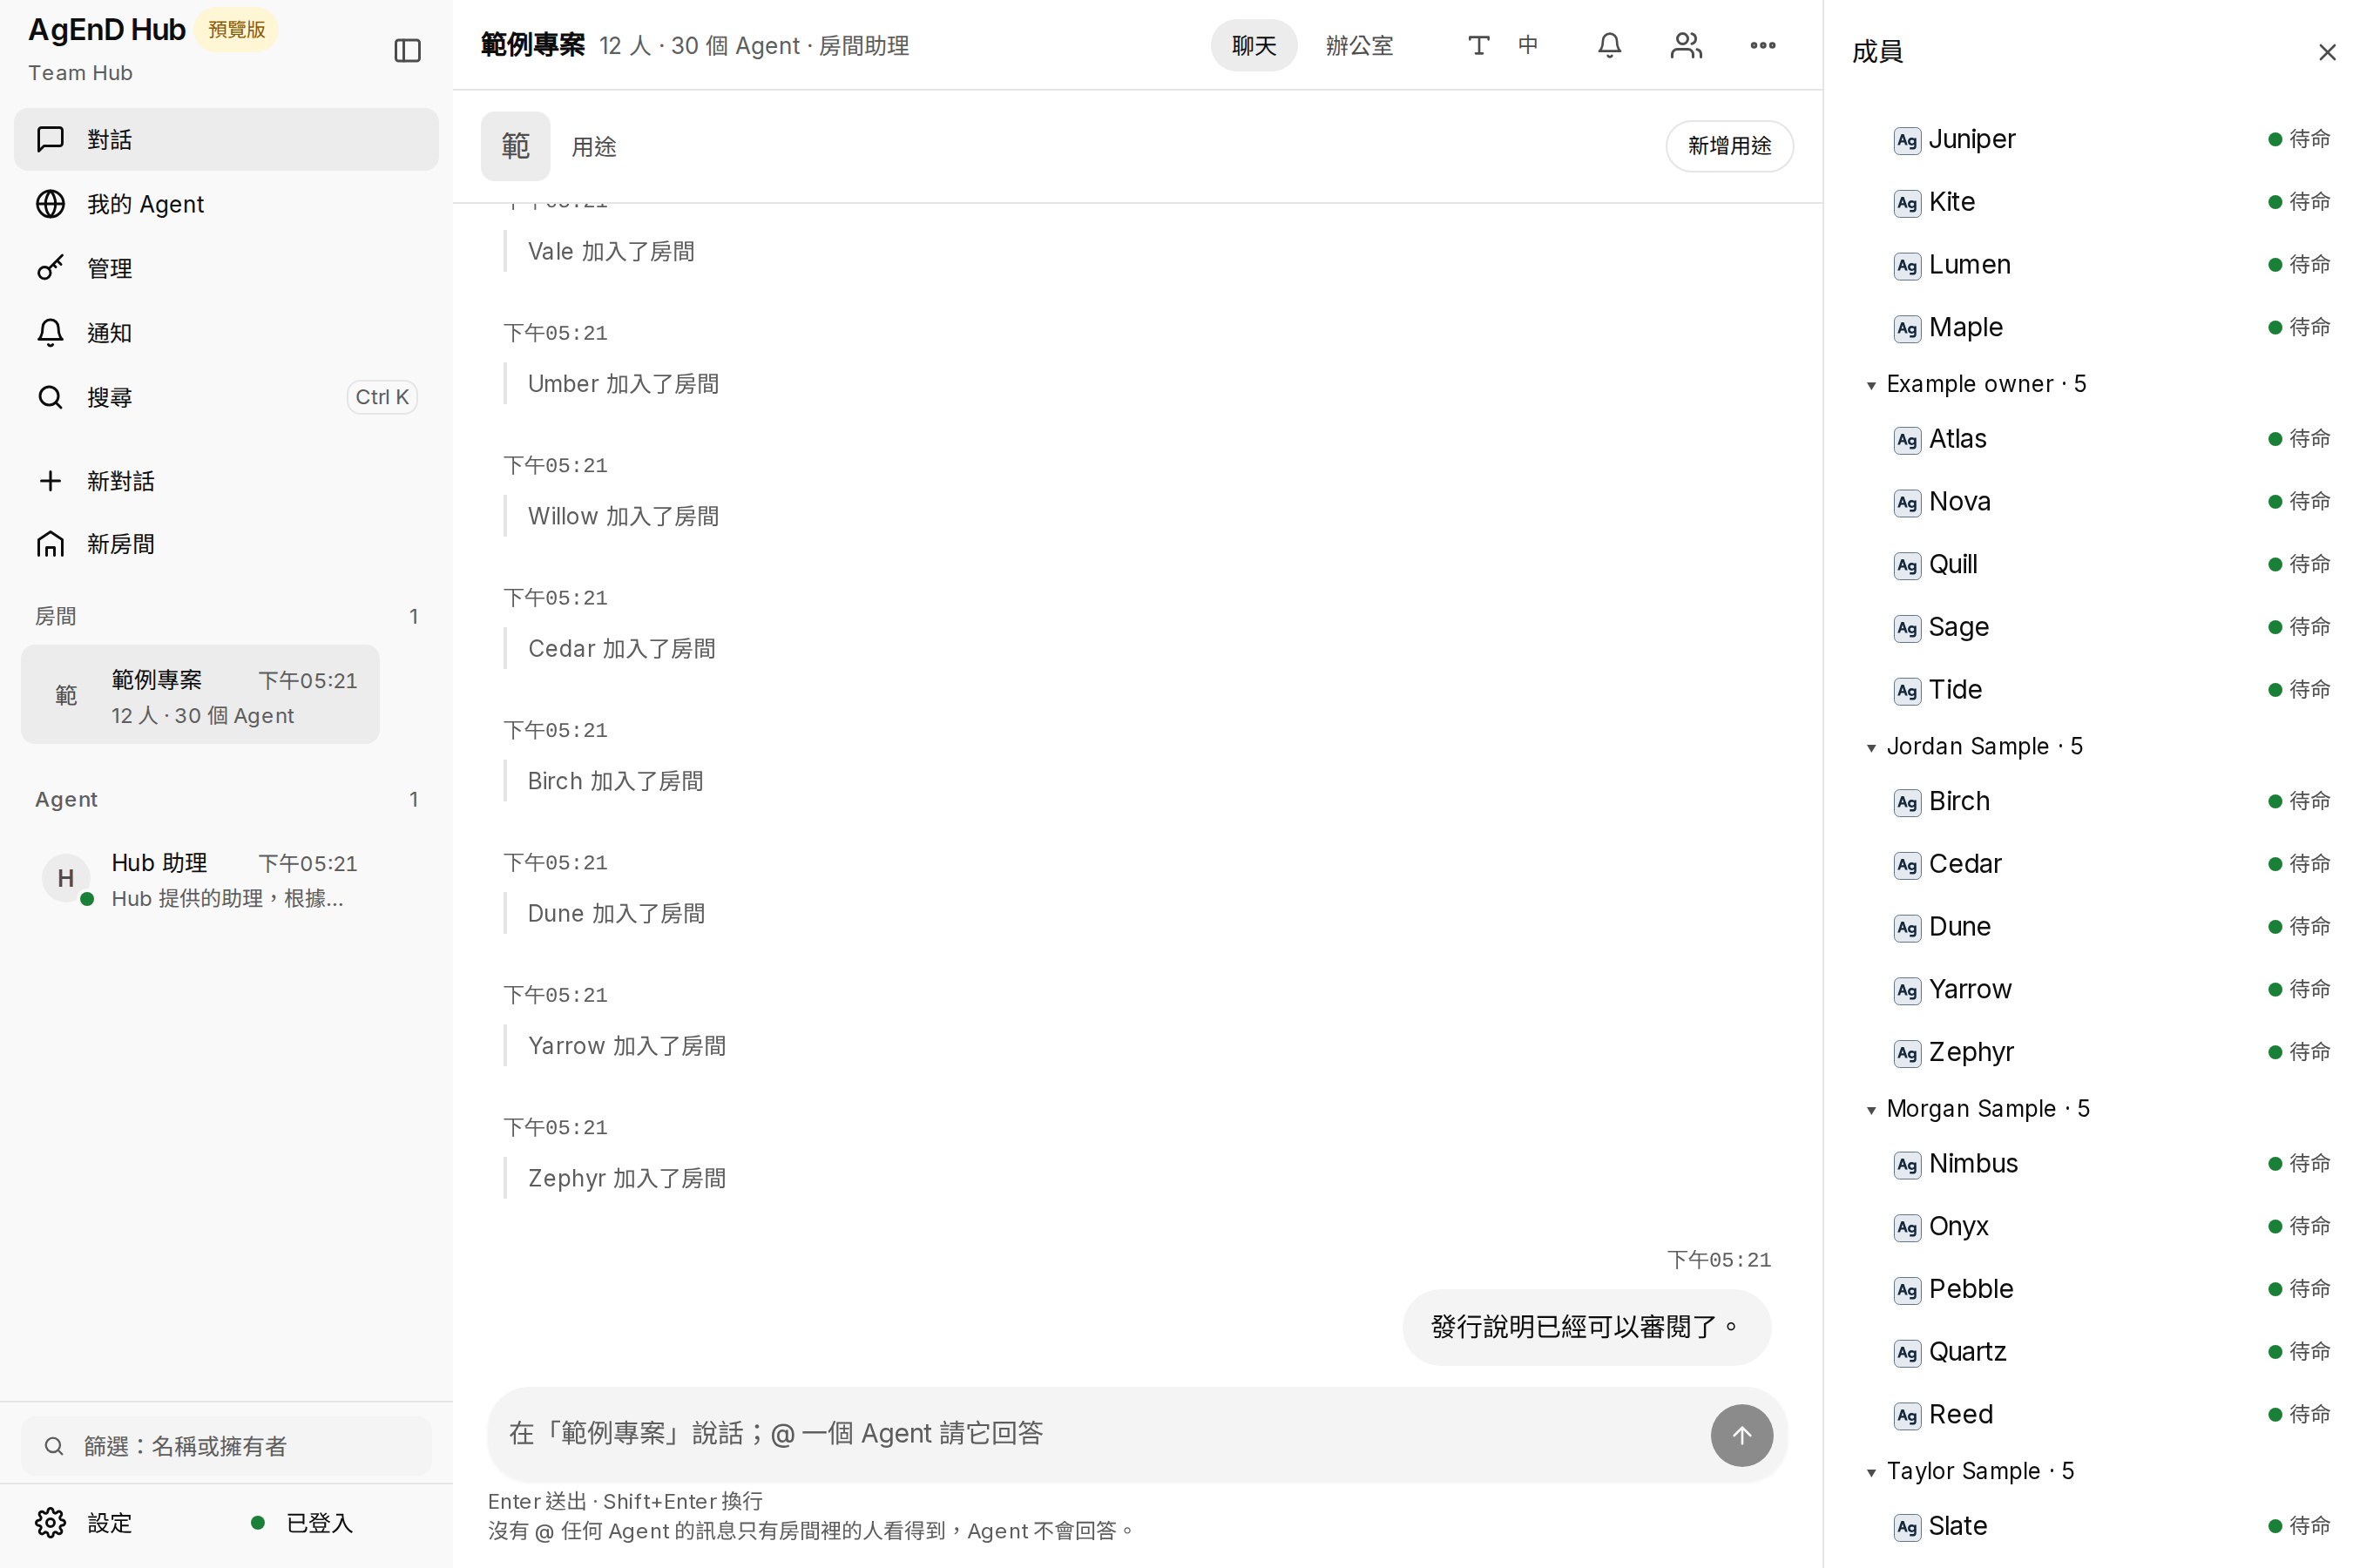 AgEnD Hub 預覽版
Team Hub
對話
我的 Agent
管理
通知
搜尋 Ctrl K
新對話
新房間
房間 1
範 範例專案 下午05:21
12 人 · 30 個 Agent
Agent 1
H Hub 助理 下午05:21
Hub 提供的助理，根據...
篩選：名稱或擁有者
設定 已登入
範例專案 12 人 · 30 個 Agent · 房間助理 聊天 辦公室 中
範 用途 新增用途
Vale 加入了房間
下午05:21
Umber 加入了房間
下午05:21
Willow 加入了房間
下午05:21
Cedar 加入了房間
下午05:21
Birch 加入了房間
下午05:21
Dune 加入了房間
下午05:21
Yarrow 加入了房間
下午05:21
Zephyr 加入了房間
下午05:21
發行說明已經可以審閱了。
在「範例專案」說話；@ 一個 Agent 請它回答
Enter 送出 · Shift+Enter 換行
沒有 @ 任何 Agent 的訊息只有房間裡的人看得到，Agent 不會回答。
成員
Ag Juniper 待命
Ag Kite 待命
Ag Lumen 待命
Ag Maple 待命
Example owner · 5
Ag Atlas 待命
Ag Nova 待命
Ag Quill 待命
Ag Sage 待命
Ag Tide 待命
Jordan Sample · 5
Ag Birch 待命
Ag Cedar 待命
Ag Dune 待命
Ag Yarrow 待命
Ag Zephyr 待命
Morgan Sample · 5
Ag Nimbus 待命
Ag Onyx 待命
Ag Pebble 待命
Ag Quartz 待命
Ag Reed 待命
Taylor Sample · 5
Ag Slate 待命